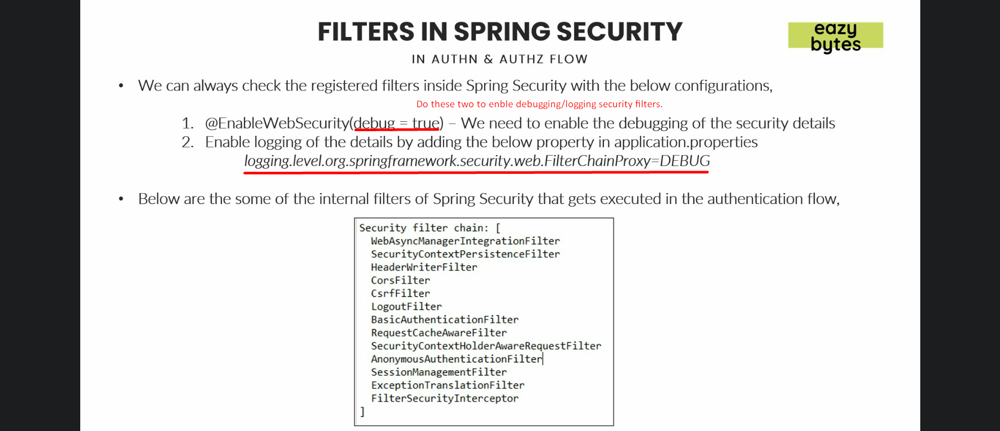 FILTERS IN SPRING SECURITY
eazy
bytes
IN AUTHN & AUTHZ FLOW
• We can always check the registered filters inside Spring Security with the below configurations,
Do these two to enble debugging/logging security filters.
1. @EnableWebSecurity(debug = true) – We need to enable the debugging of the security details
2. Enable logging of the details by adding the below property in application.properties
logging.level.org.springframework.security.web.FilterChainProxy=DEBUG
• Below are the some of the internal filters of Spring Security that gets executed in the authentication flow,
Security filter chain: [
WebAsyncManagerIntegrationFilter
SecurityContextPersistenceFilter
HeaderWriterFilter
CorsFilter
CsrfFilter
LogoutFilter
BasicAuthenticationFilter
RequestCacheAwareFilter
SecurityContextHolderAwareRequestFilter
AnonymousAuthenticationFilter
SessionManagementFilter
ExceptionTranslationFilter
FilterSecurityInterceptor
]